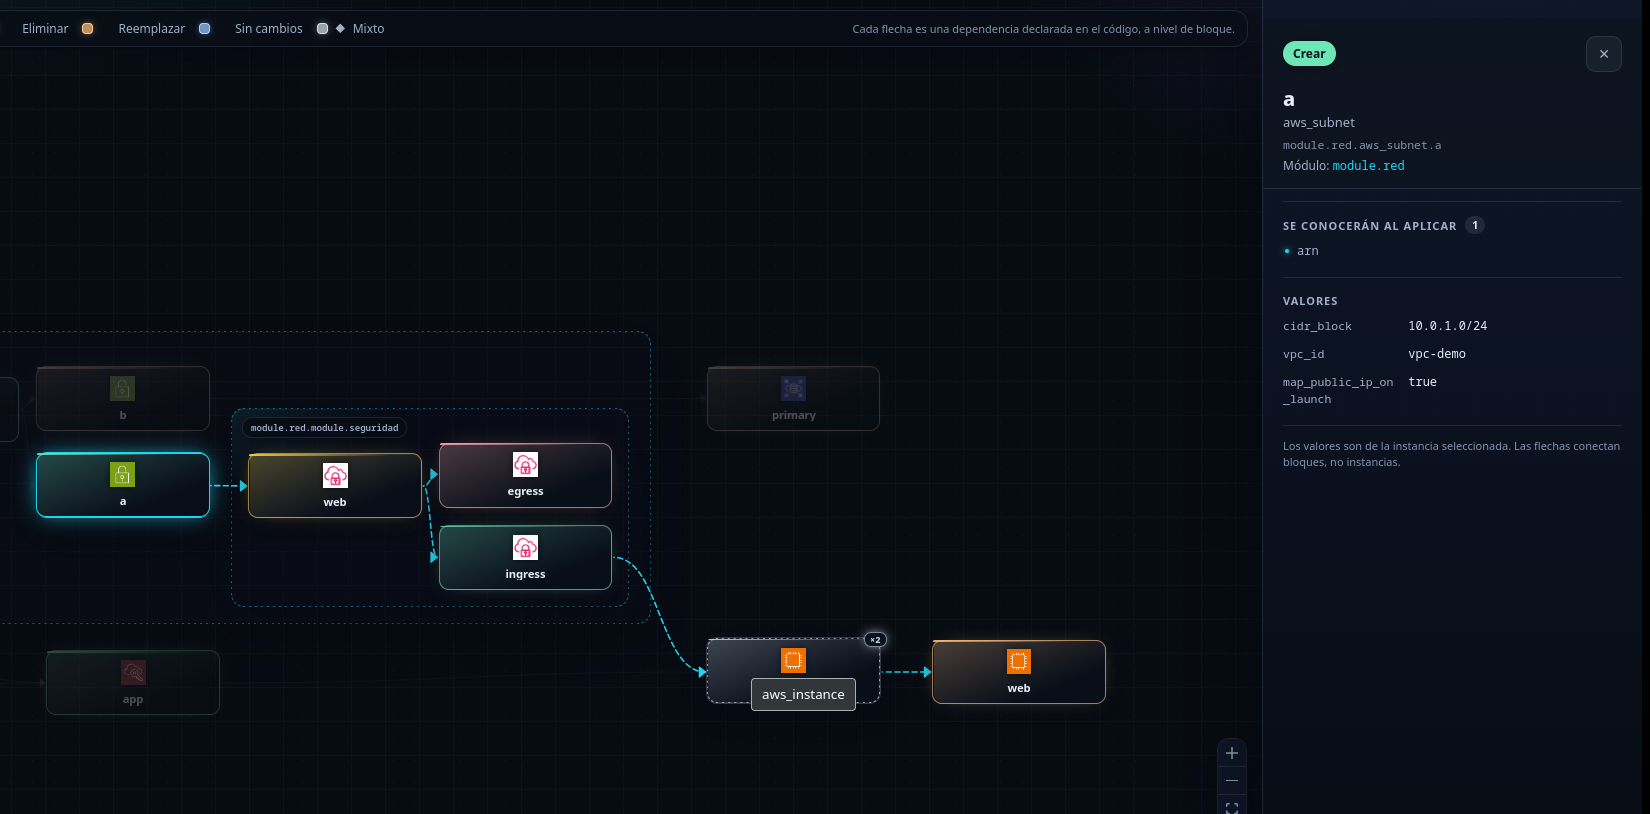 Eliminar
Reemplazar
Sin cambios
Mixto
Cada flecha es una dependencia declarada en el código, a nivel de bloque.
b
primary
module.red.module.seguridad
a
web
egress
ingress
app
×2
aws_instance
web
Crear
×
a
aws_subnet
module.red.aws_subnet.a
Módulo: module.red
SE CONOCERÁN AL APLICAR 1
arn
VALORES
cidr_block 10.0.1.0/24
vpc_id vpc-demo
map_public_ip_on true
_launch
Los valores son de la instancia seleccionada. Las flechas conectan
bloques, no instancias.